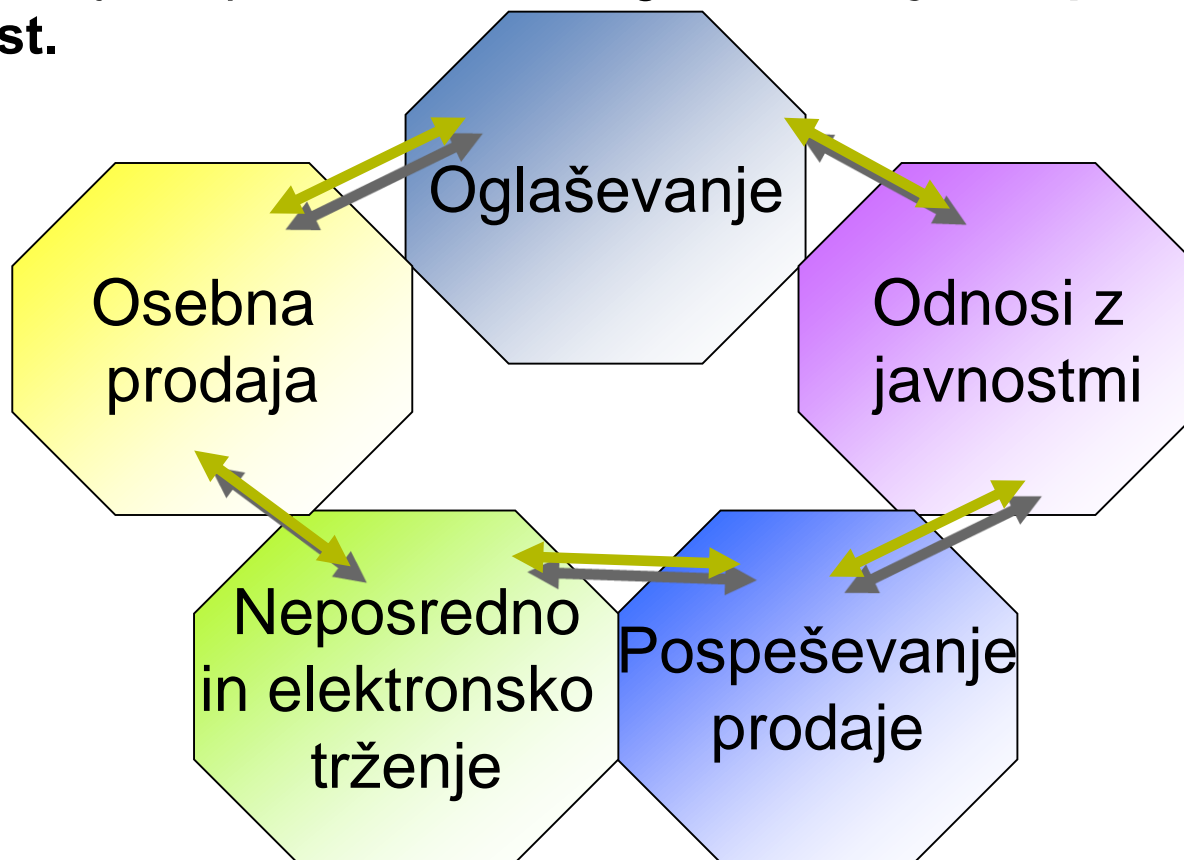 st.
Oglaševanje
Osebna
prodaja
Odnosi z
javnostmi
Neposredno
in elektronsko
trženje
Pospeševanje
prodaje